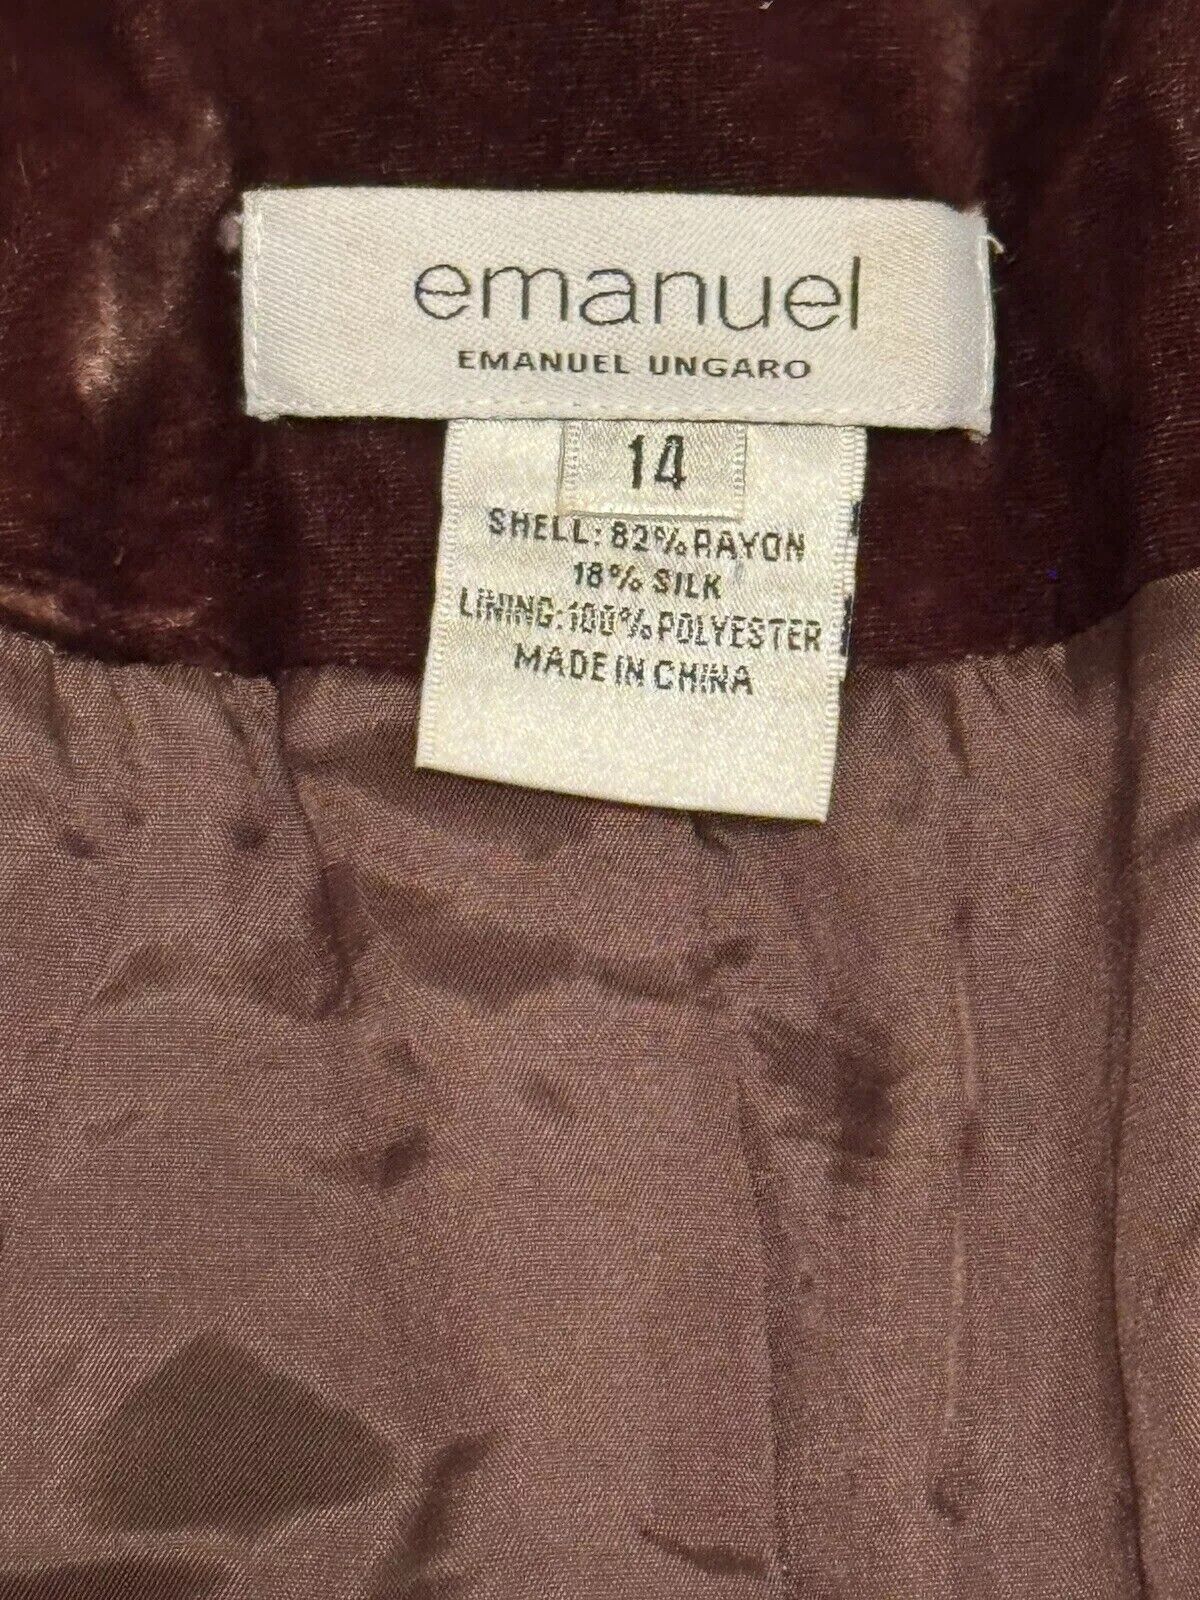 emanuel
EMANUEL UNGARO
14
SHELL: 82% RAYON
18% SILK
LINING: 100% POLYESTER
MADE IN CHINA